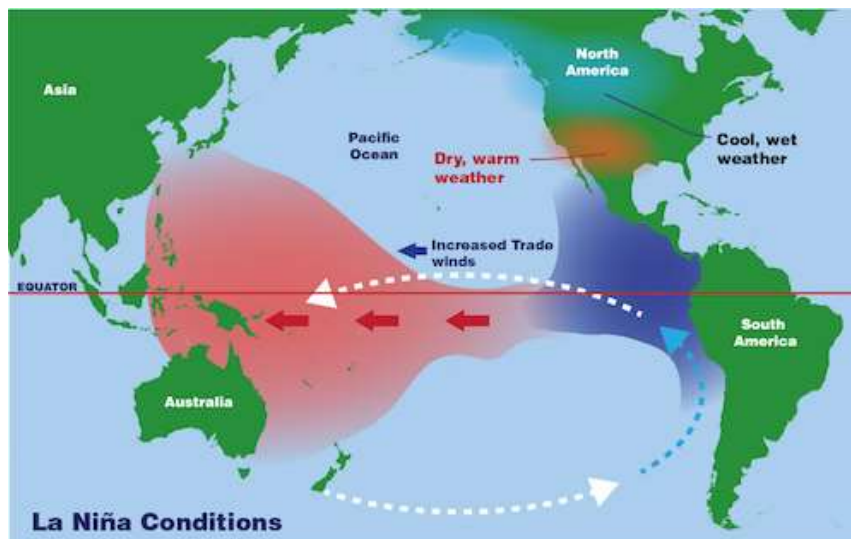 North
America
Asia
Pacific
Ocean
Cool, wet
weather
Dry, warm
weather
Increased Trade
winds
EQUATOR
South
America
Australia
La Niña Conditions